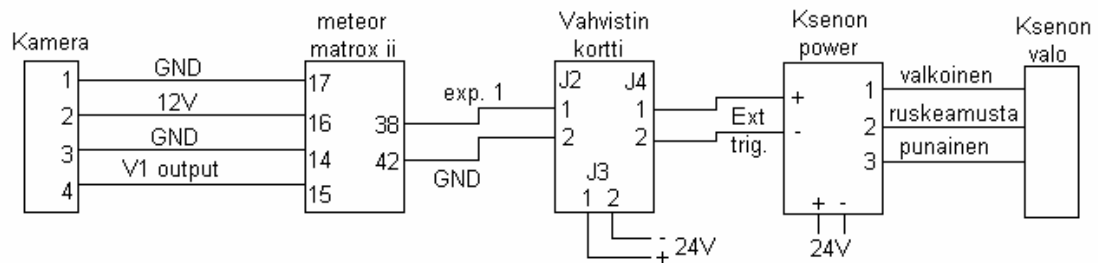 Kamera
meteor
matrox ii
Vahvistin
kortti
Ksenon
power
Ksenon
valo
1
2
3
4
GND
12V
GND
V1 output
17
16
14
15
38
42
exp. 1
GND
J2
1
2
J4
1
2
J3
1 2
-
+
24V
Ext
trig.
+
-
1
2
3
+ -
24V
valkoinen
ruskeamusta
punainen